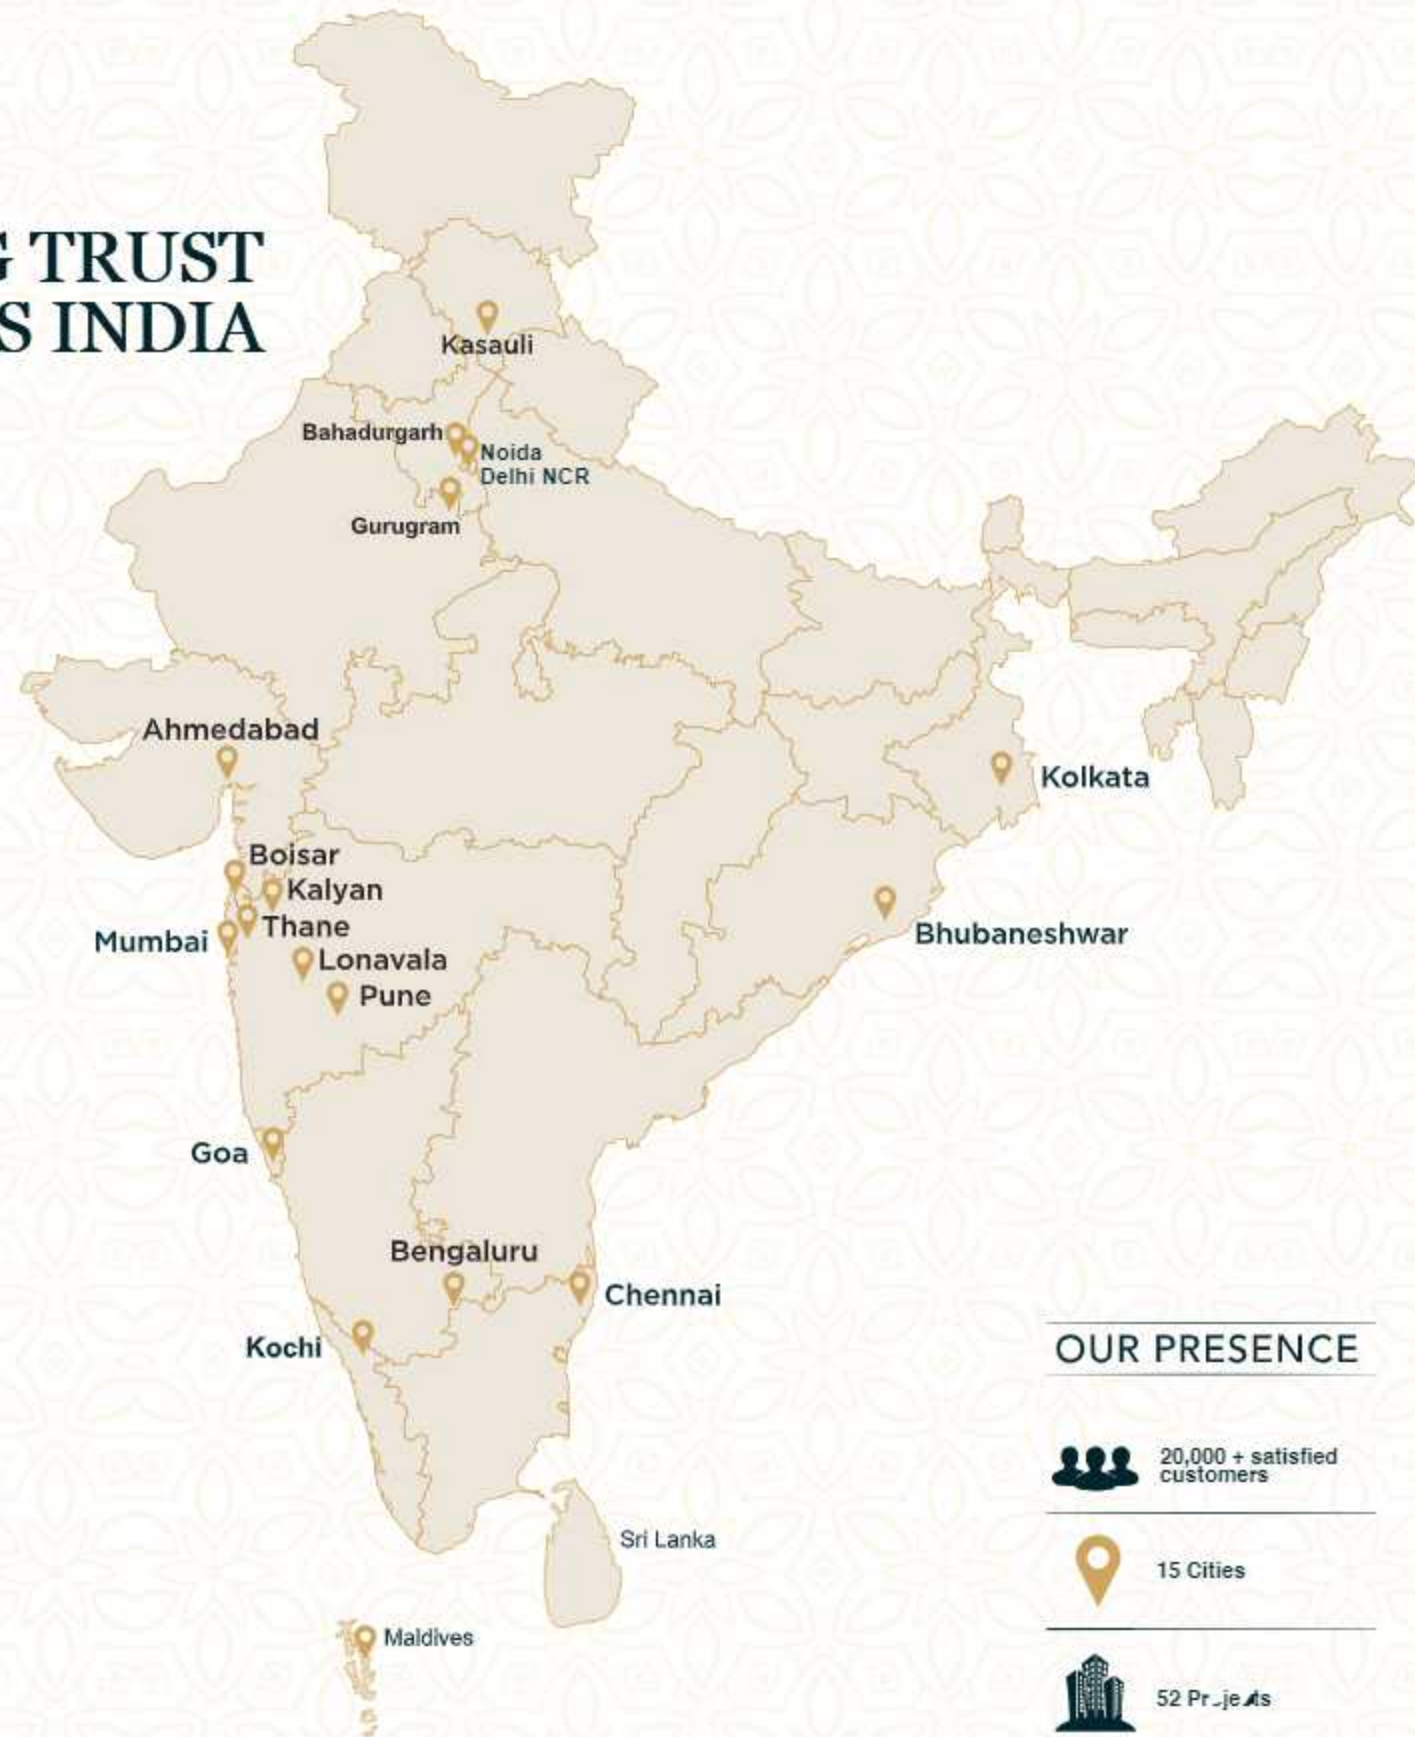 G TRUST
S INDIA
Kasauli
Bahadurgarh
Noida
Delhi NCR
Gurugram
Ahmedabad
Kolkata
Boisar
Kalyan
Thane
Mumbai
Bhubaneshwar
Lonavala
Pune
Goa
Bengaluru
Chennai
Kochi
OUR PRESENCE
20,000 + satisfied
customers
Sri Lanka
15 Cities
Maldives
52